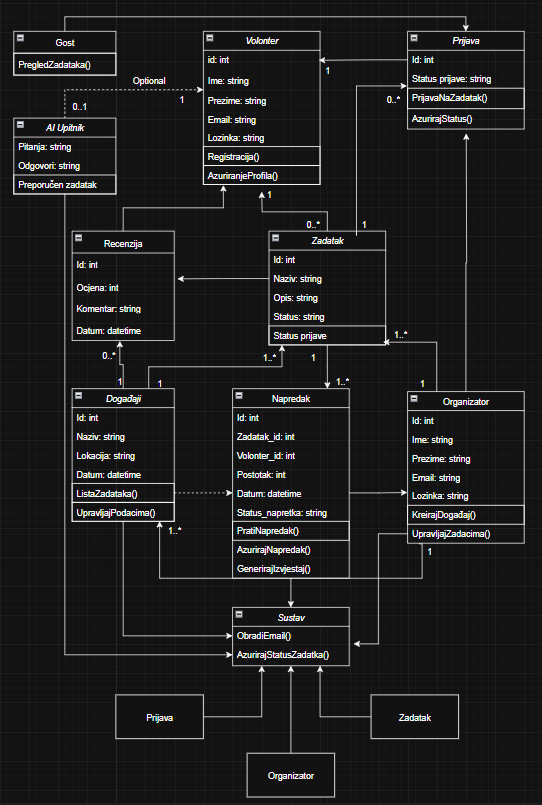 Gost
PregledZadataka()
Volonter
id: int
Ime: string
Prezime: string
Email: string
Lozinka: string
Registracija()
AzuriranjeProfila()
Prijava
Id: int
Status prijave: string
PrijavaNaZadatak()
AzurirajStatus()
Optional
0..1
1
1
0..*
AI Upitnik
Pitanja: string
Odgovori: string
Preporučen zadatak
1
0..*
1
Recenzija
Id: int
Ocjena: int
Komentar: string
Datum: datetime
Zadatak
Id: int
Naziv: string
Opis: string
Status: string
Status prijave
0..*
1
1
1..*
1
1..*
1..*
1
Događaji
Id: int
Naziv: string
Lokacija: string
Datum: datetime
ListaZadataka()
UpravljajPodacima()
Napredak
Id: int
Zadatak_id: int
Volonter_id: int
Postotak: int
Datum: datetime
Status_napretka: string
PratiNapredak()
AzurirajNapredak()
GenerirajIzvjestaj()
Organizator
Id: int
Ime: string
Prezime: string
Email: string
Lozinka: string
KreirajDogađaj()
UpravljajZadacima()
1..*
1
Sustav
ObradiEmail()
AzurirajStatusZadatka()
Prijava
Zadatak
Organizator